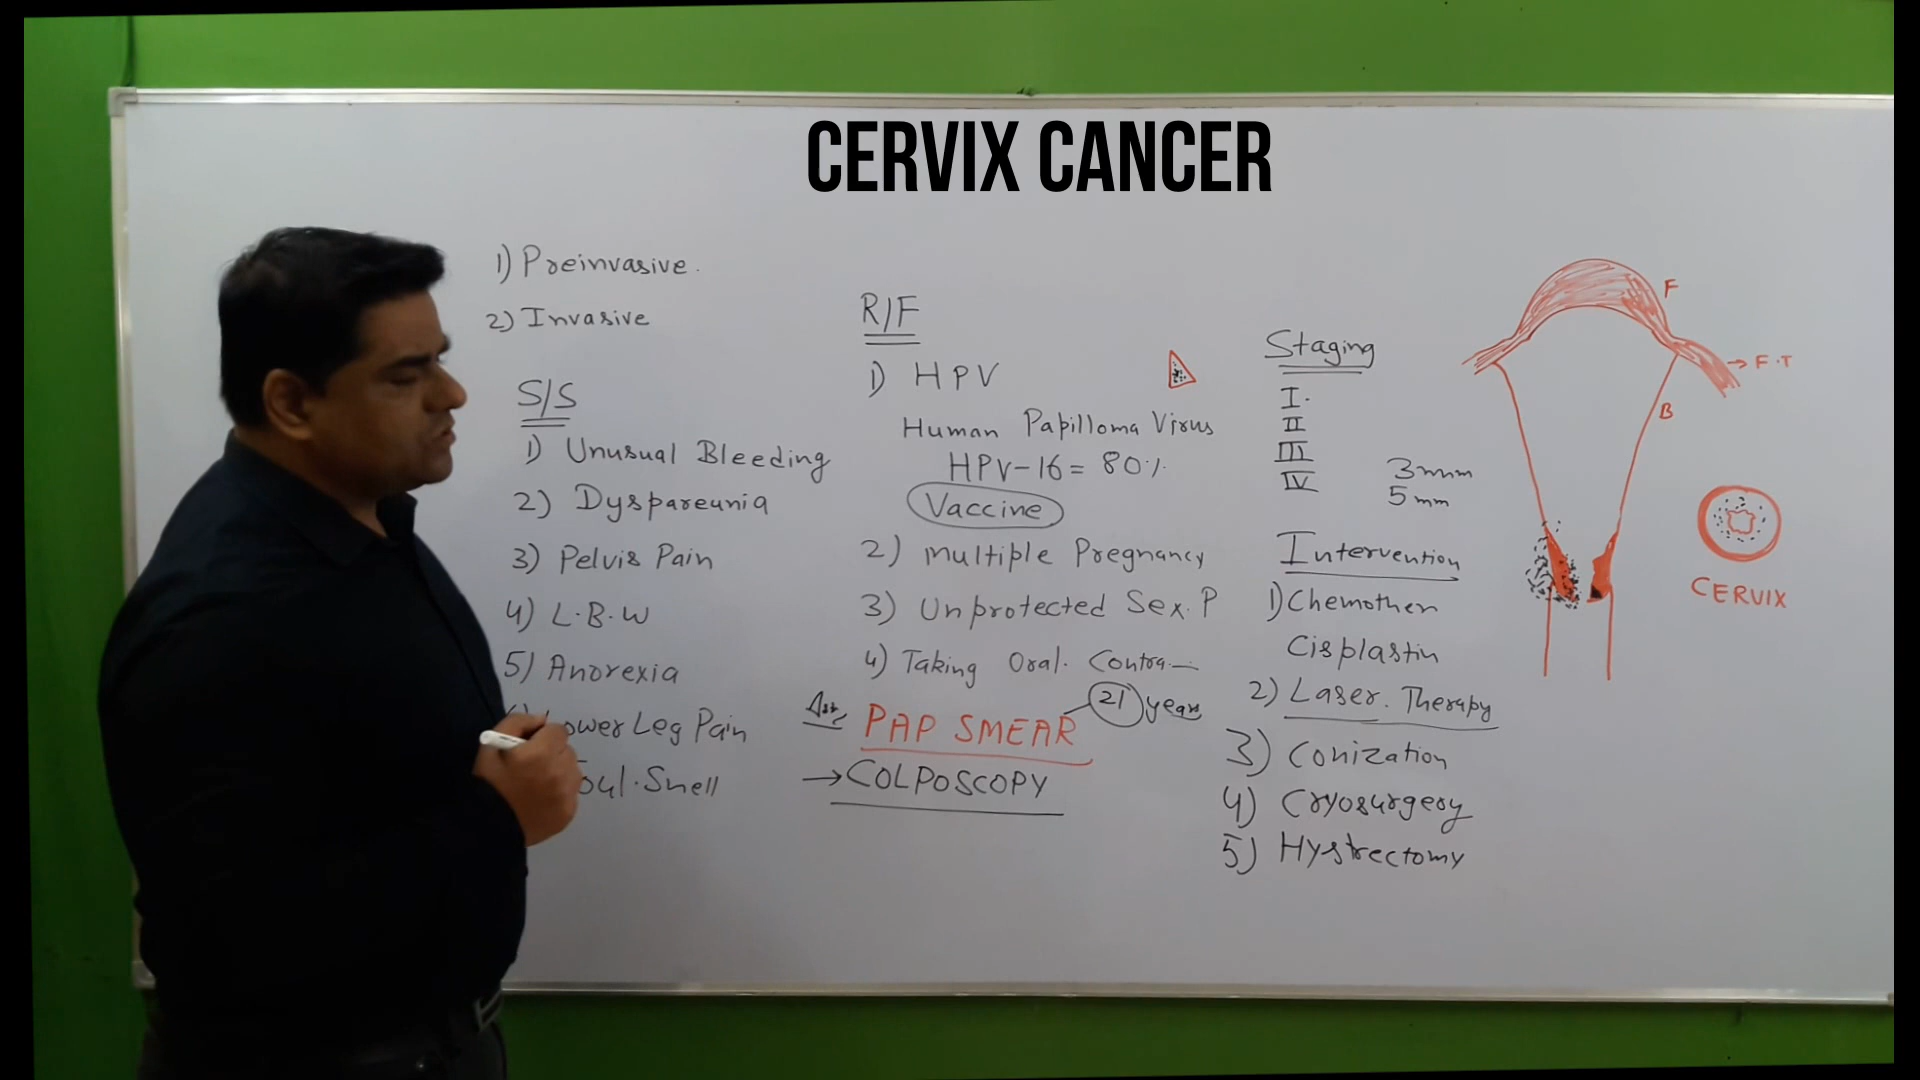 CERVIX CANCER
1) Preinvasive.
2) Invasive
S/S
1) Unusual Bleeding
2) Dyspareunia
3) Pelvis Pain
4) L.B.W
5) Anorexia
Lower Leg Pain
Foul.Smell
R/F
1) HPV
Human Papilloma Virus
HPV-16 = 80%
Vaccine
2) Multiple Pregnancy
3) Unprotected Sex.P
4) Taking Oral. Contra
21 years
PAP SMEAR
→ COLPOSCOPY
Staging
I.
II
III
IV
3mm
5mm
Intervention
1) Chemother
Cisplastin
2) Laser. Therapy
3) Conization
4) Cryosurgery
5) Hystrectomy
F
→ F.T
B
CERVIX